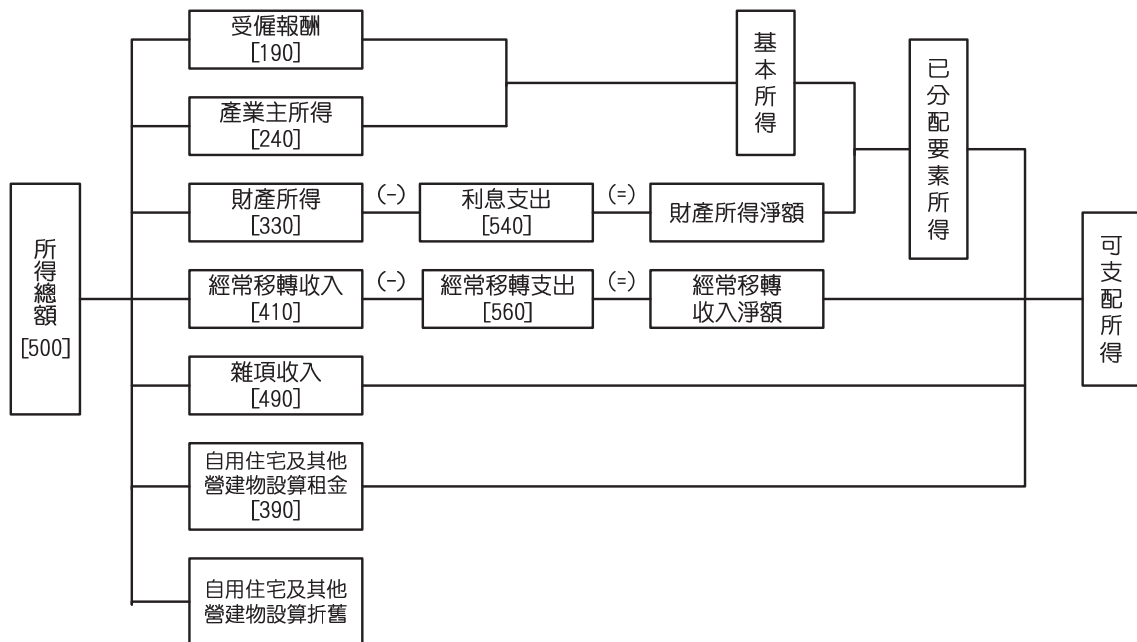 所得總額
[500]
受僱報酬
[190]
產業主所得
[240]
基本所得
已分配要素所得
財產所得
[330]
(-)
利息支出
[540]
(=)
財產所得淨額
經常移轉收入
[410]
(-)
經常移轉支出
[560]
(=)
經常移轉
收入淨額
可支配所得
雜項收入
[490]
自用住宅及其他
營建物設算租金
[390]
自用住宅及其他
營建物設算折舊